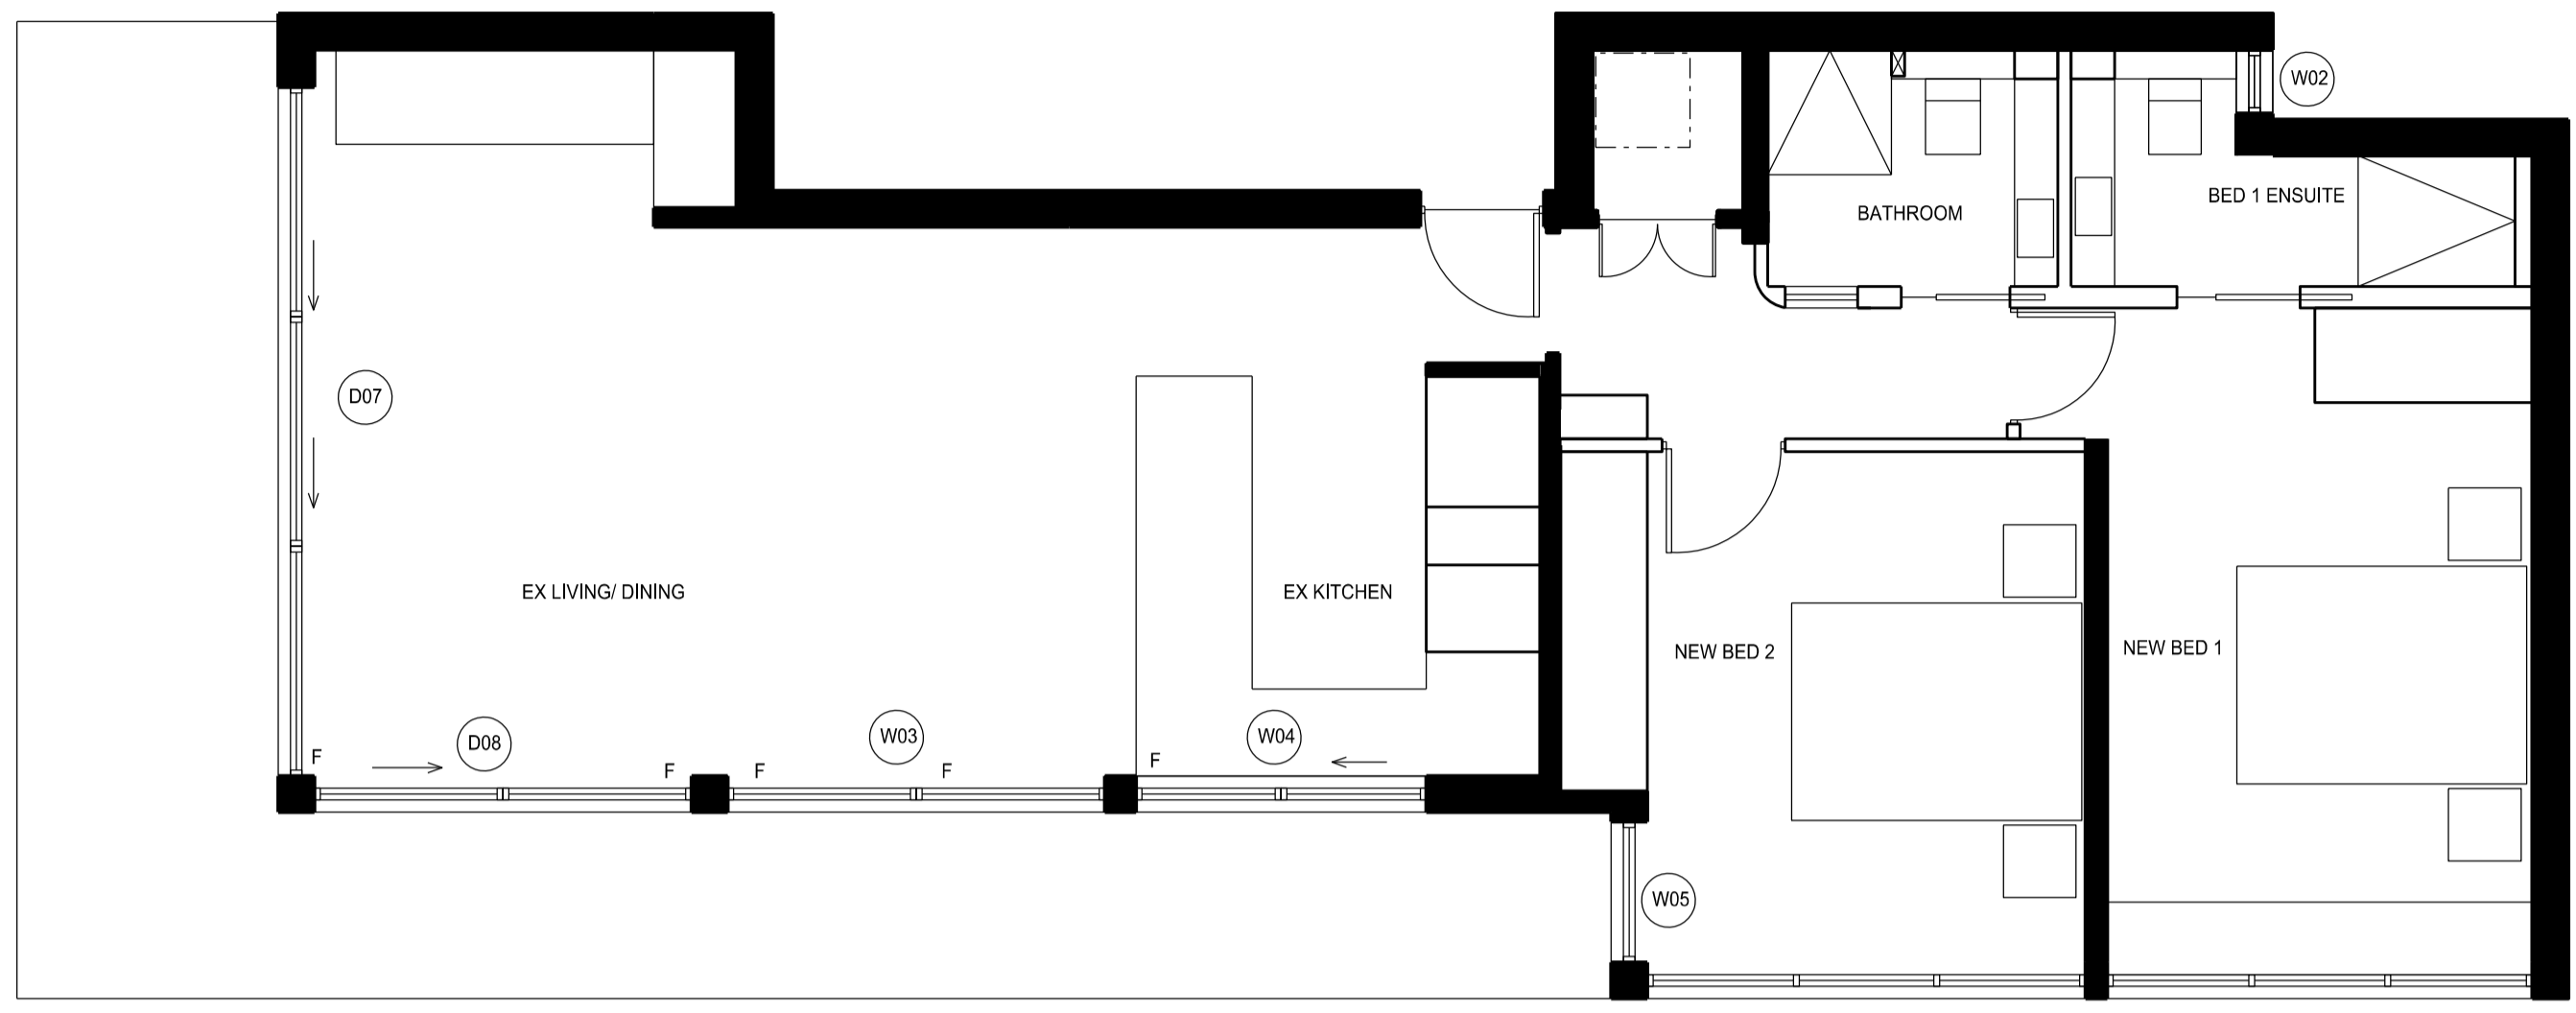 W02
BED 1 ENSUITE
BATHROOM
D07
EX LIVING/ DINING
EX KITCHEN
NEW BED 2
NEW BED 1
F
D08
F
F
W03
F
F
W04
W05